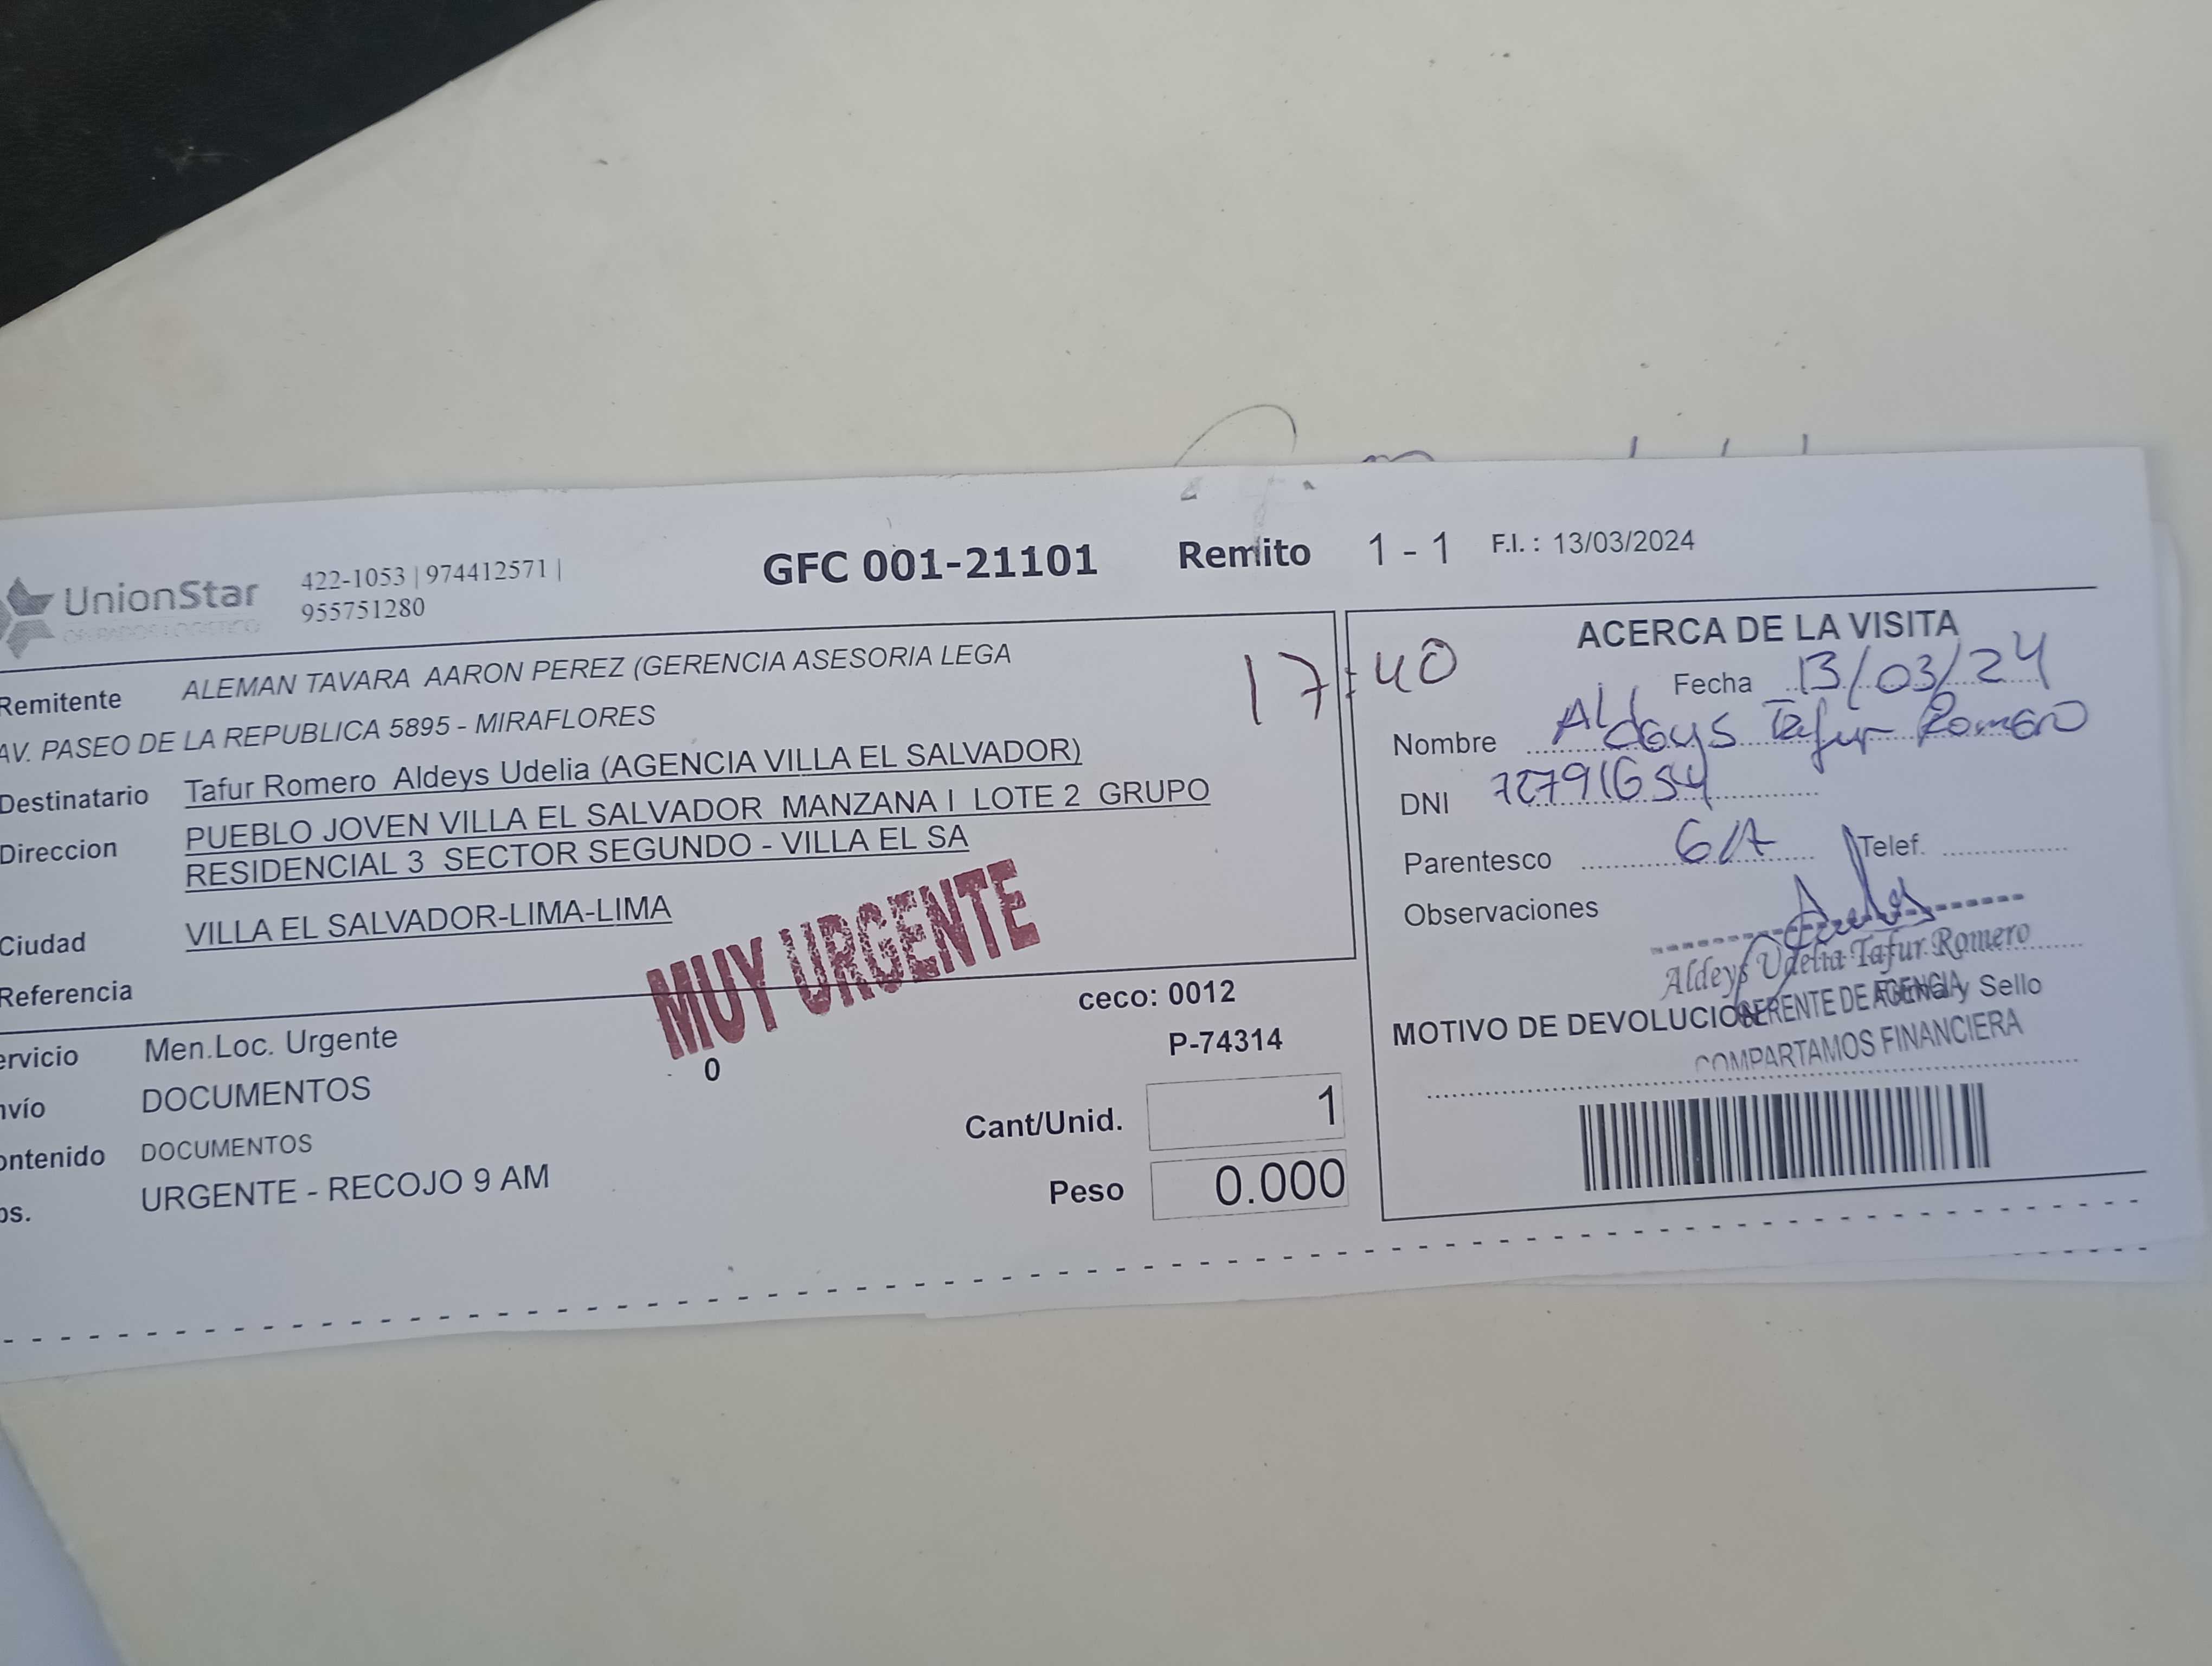 UnionStar
OPERADOR LOGISTICO
422-1053 | 974412571 |
955751280
GFC 001-21101 Remito 1 - 1 F.I. : 13/03/2024
Remitente ALEMAN TAVARA AARON PEREZ (GERENCIA ASESORIA LEGA
AV. PASEO DE LA REPUBLICA 5895 - MIRAFLORES
17:40
Destinatario Tafur Romero Aldeys Udelia (AGENCIA VILLA EL SALVADOR)
Direccion PUEBLO JOVEN VILLA EL SALVADOR MANZANA I LOTE 2 GRUPO
RESIDENCIAL 3 SECTOR SEGUNDO - VILLA EL SA
Ciudad VILLA EL SALVADOR-LIMA-LIMA
Referencia
MUY URGENTE
ervicio Men.Loc. Urgente
0
ceco: 0012
P-74314
nvío DOCUMENTOS
ontenido DOCUMENTOS
bs. URGENTE - RECOJO 9 AM
Cant/Unid. 1
Peso 0.000
ACERCA DE LA VISITA
Fecha 13/03/24
Nombre Aldeys Tafur Romero
DNI 72791654
Parentesco G/A Telef.
Observaciones
Aldeys Udelia Tafur Romero
GERENTE DE AGENCIA
COMPARTAMOS FINANCIERA
Firma y Sello
MOTIVO DE DEVOLUCION